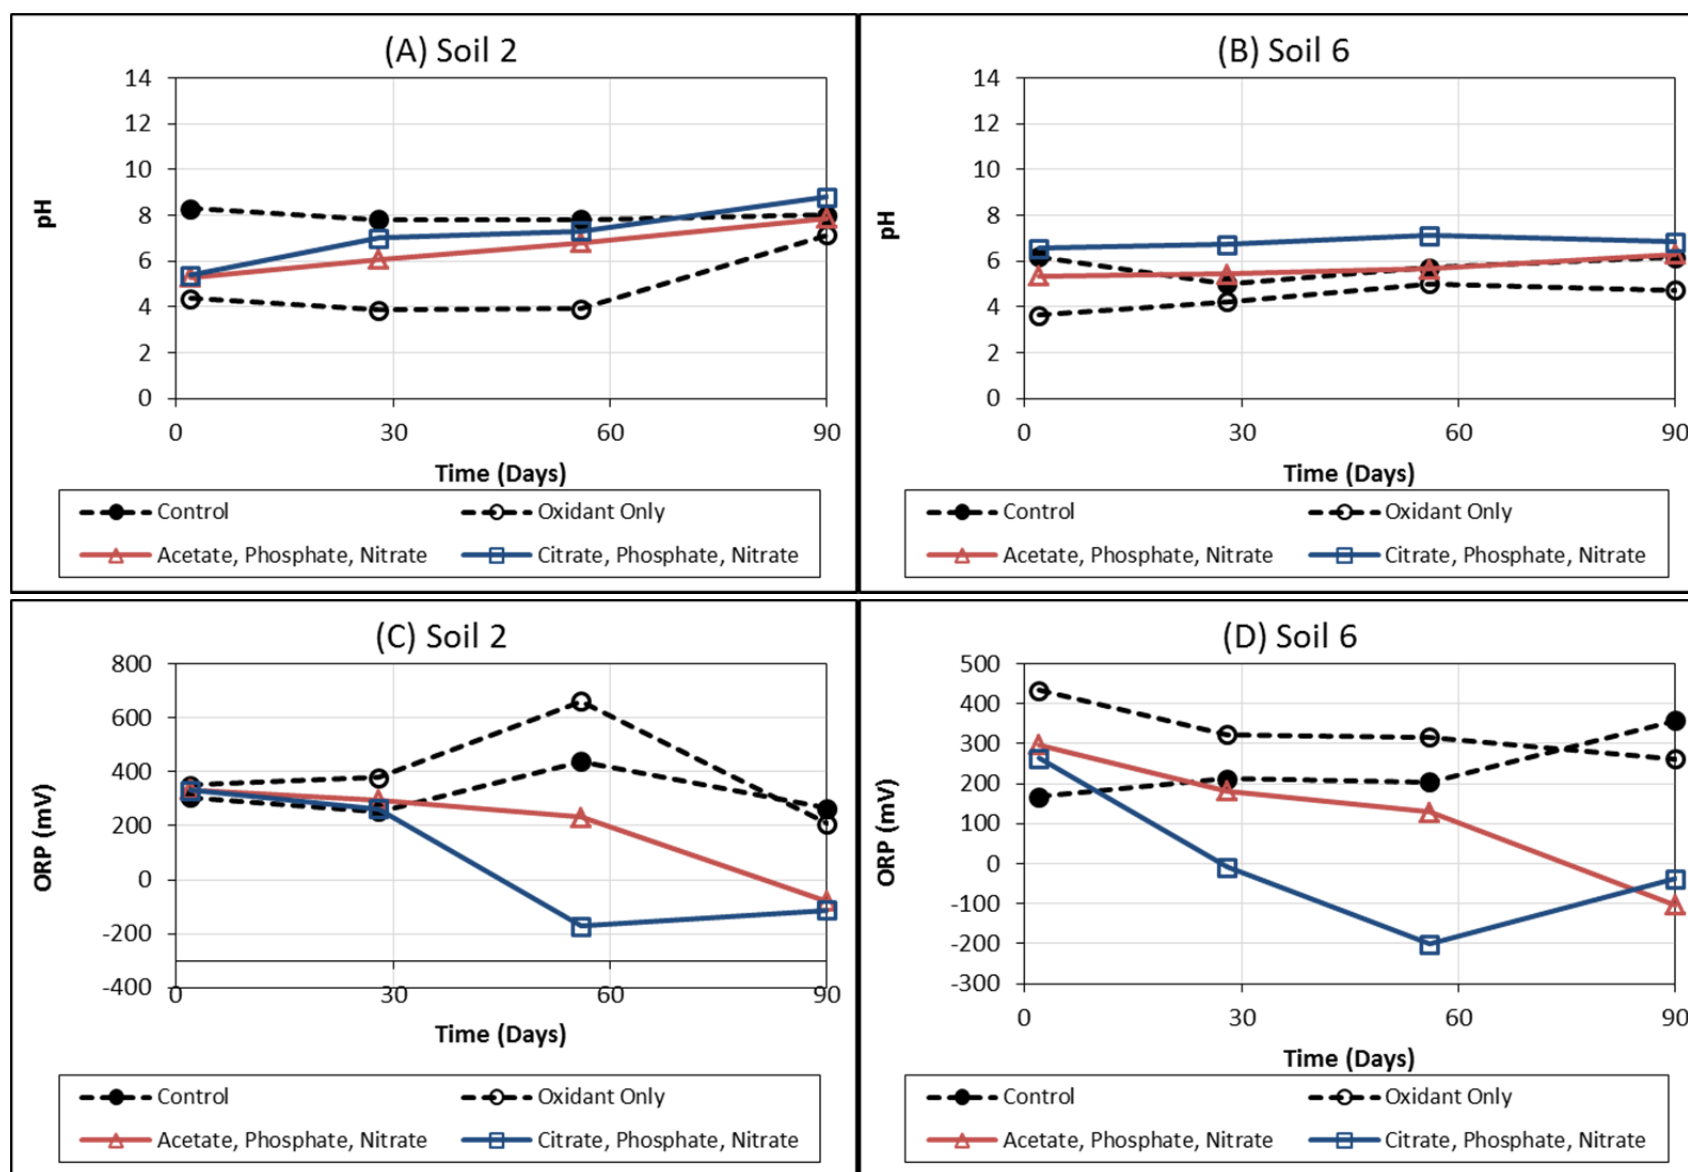 (A) Soil 2
14
12
10
8
6
4
2
0
pH
0 30 60 90
Time (Days)
Control Oxidant Only
Acetate, Phosphate, Nitrate Citrate, Phosphate, Nitrate
(B) Soil 6
14
12
10
8
6
4
2
0
pH
0 30 60 90
Time (Days)
Control Oxidant Only
Acetate, Phosphate, Nitrate Citrate, Phosphate, Nitrate
(C) Soil 2
800
600
400
200
0
-200
-400
ORP (mV)
0 30 60 90
Time (Days)
Control Oxidant Only
Acetate, Phosphate, Nitrate Citrate, Phosphate, Nitrate
(D) Soil 6
500
400
300
200
100
0
-100
-200
-300
ORP (mV)
0 30 60 90
Time (Days)
Control Oxidant Only
Acetate, Phosphate, Nitrate Citrate, Phosphate, Nitrate